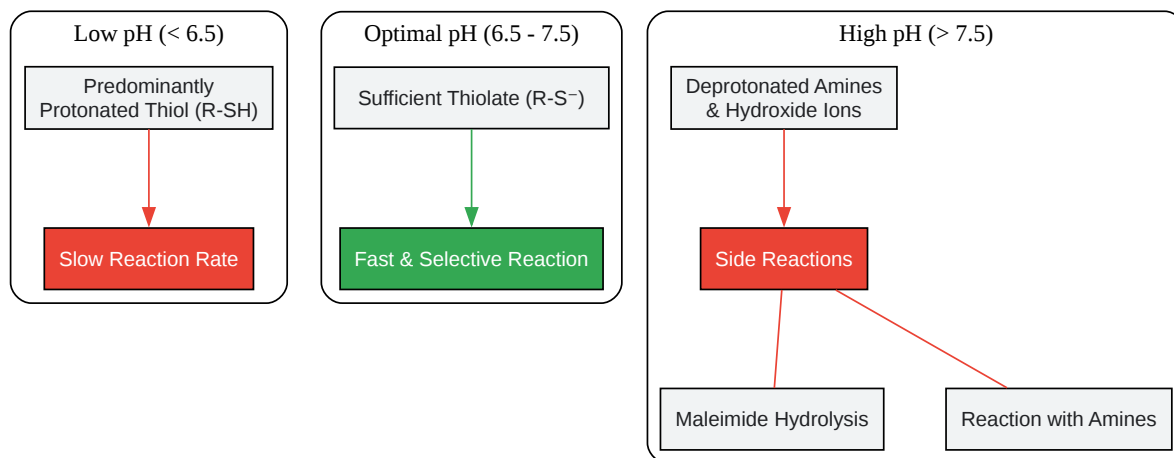 Low pH (< 6.5)
Predominantly
Protonated Thiol (R-SH)
Slow Reaction Rate
Optimal pH (6.5 - 7.5)
Sufficient Thiolate (R-S⁻)
Fast & Selective Reaction
High pH (> 7.5)
Deprotonated Amines
& Hydroxide Ions
Side Reactions
Maleimide Hydrolysis
Reaction with Amines